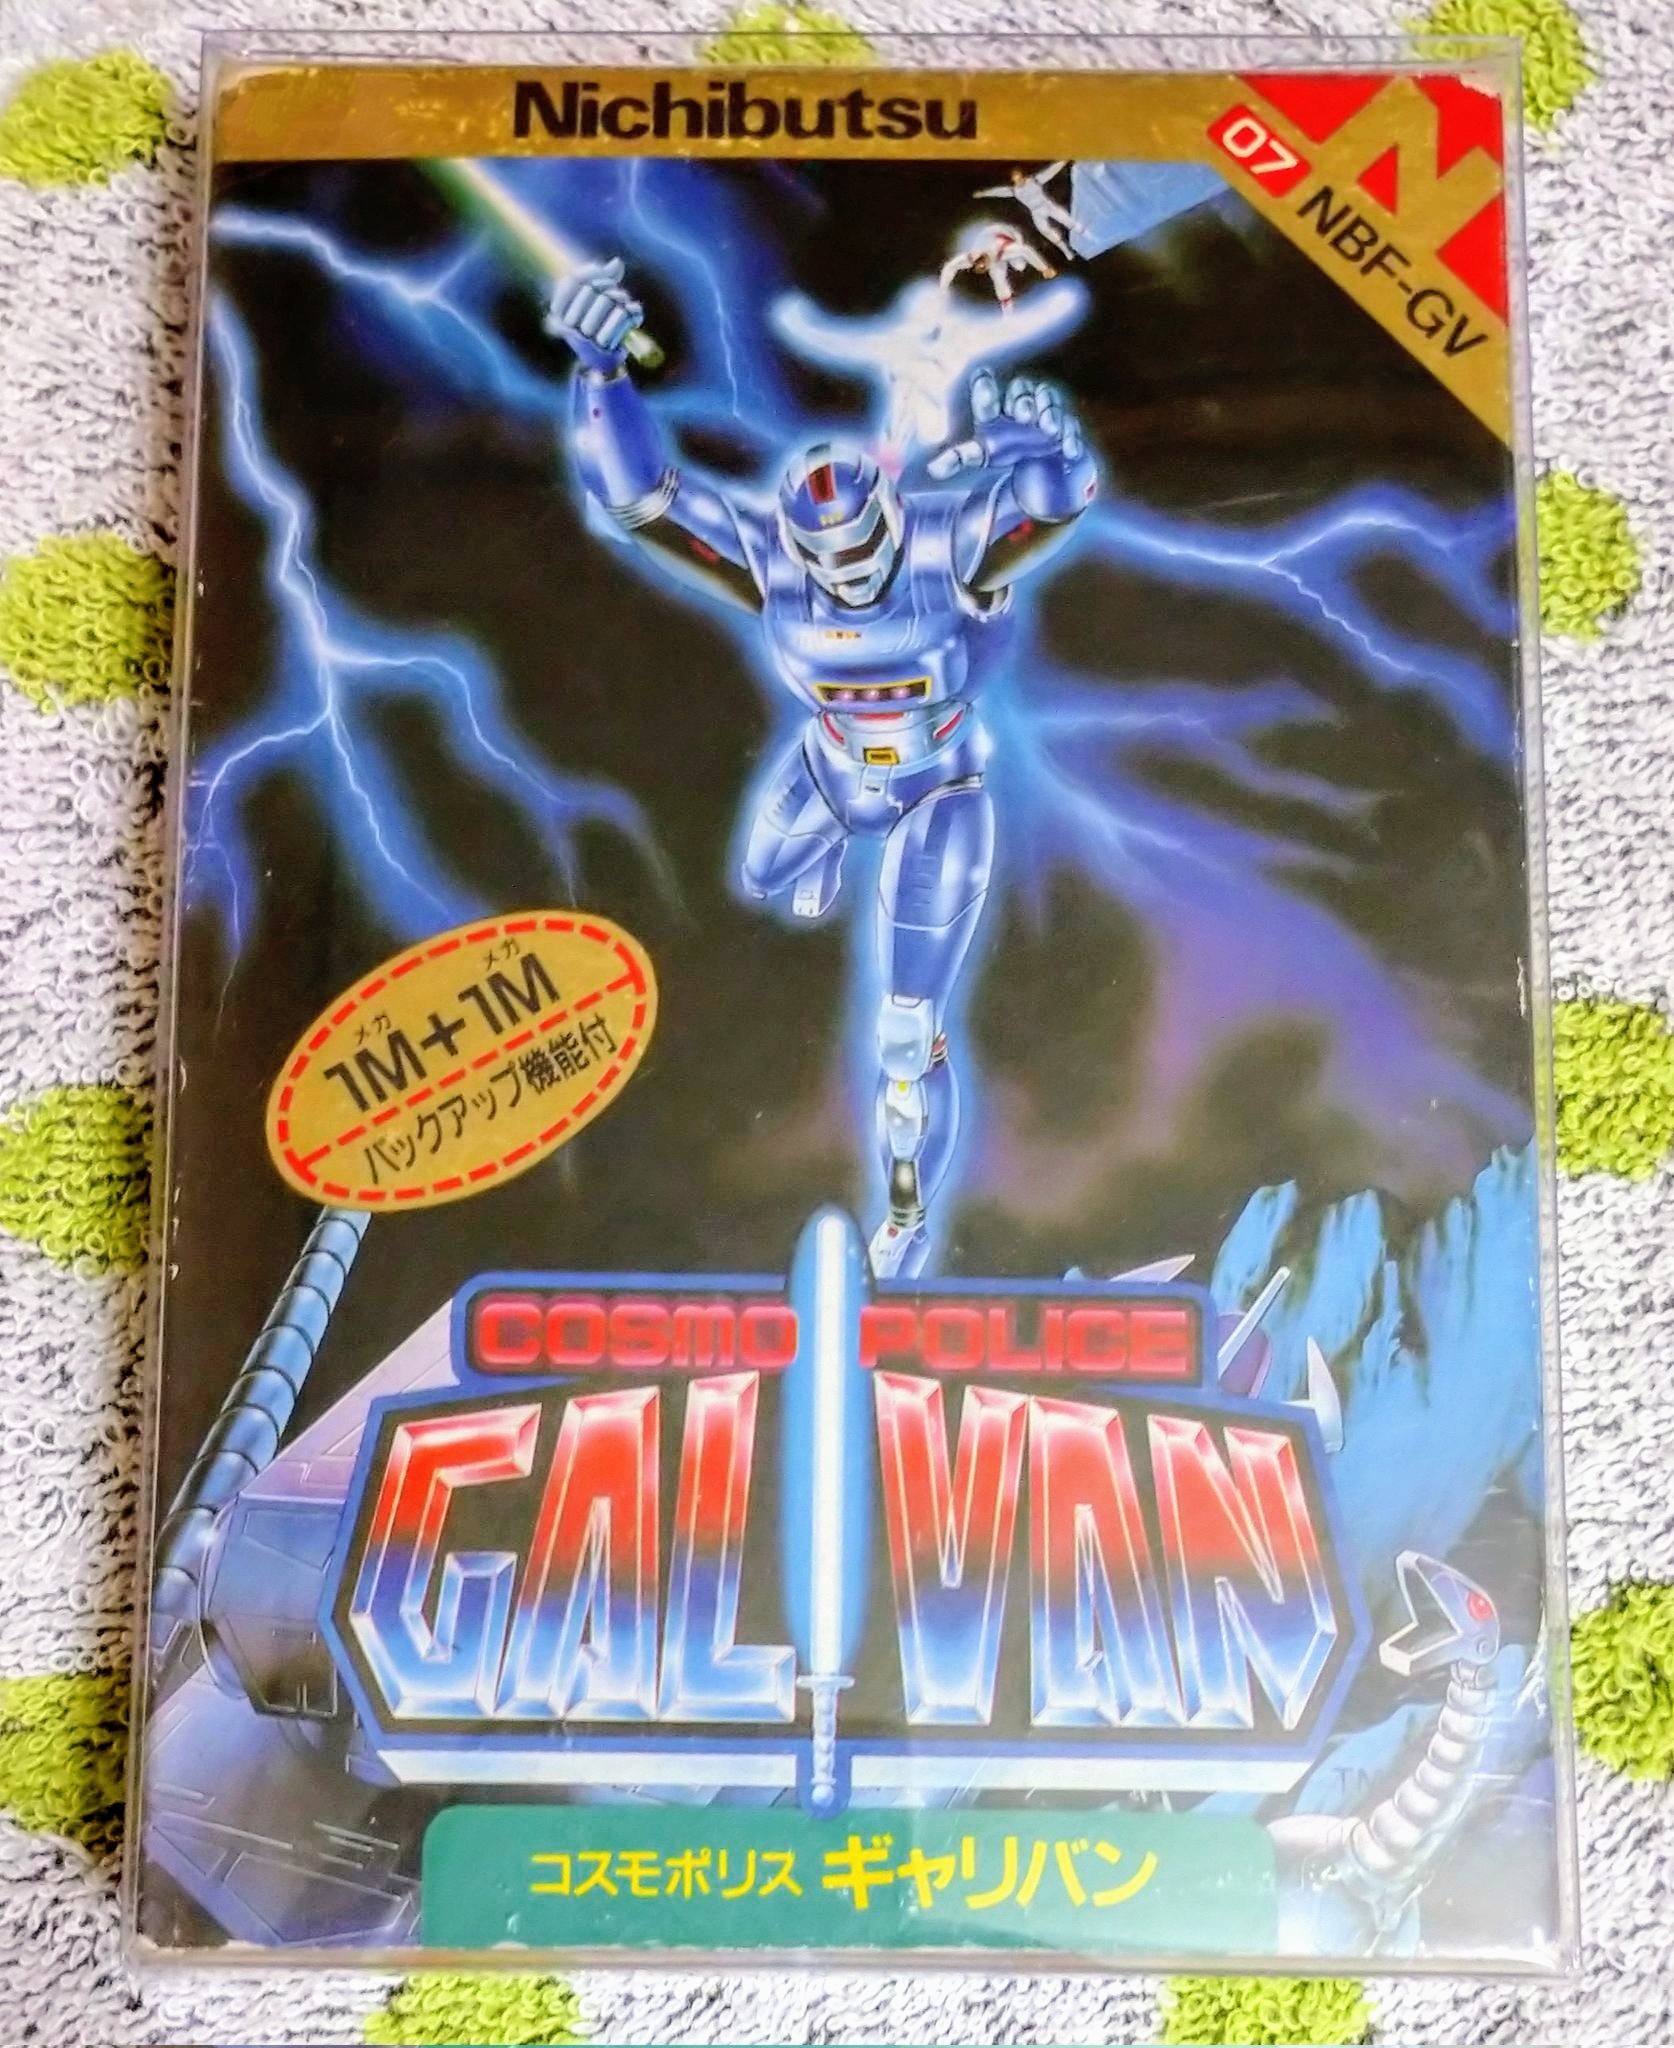 Nichibutsu
N
07
NBF-GV
メガ メガ
1M+1M
バックアップ機能付
COSMO POLICE
GALIVAN
TM
コスモポリス ギャリバン